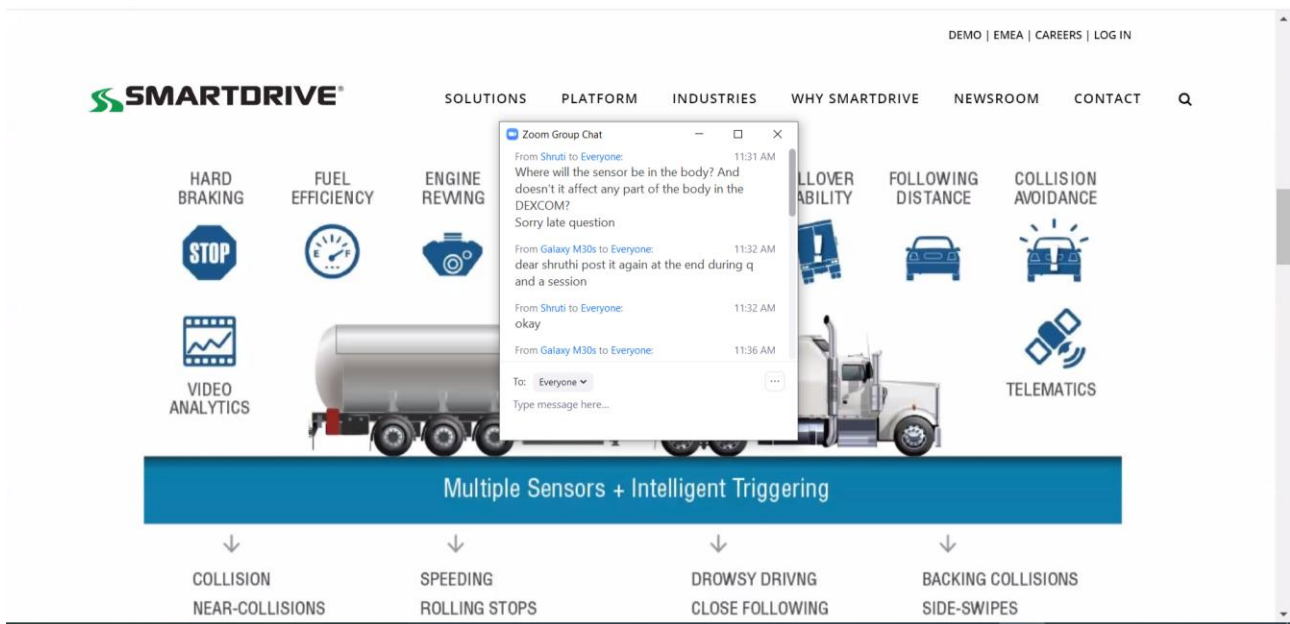 DEMO | EMEA | CAREERS | LOG IN
SMARTDRIVE®
SOLUTIONS PLATFORM INDUSTRIES WHY SMARTDRIVE NEWSROOM CONTACT
HARD
BRAKING
FUEL
EFFICIENCY
ENGINE
REVVING
LLOVER
ABILITY
FOLLOWING
DISTANCE
COLLISION
AVOIDANCE
STOP
E F
Zoom Group Chat
From Shruti to Everyone: 11:31 AM
Where will the sensor be in the body? And
doesn't it affect any part of the body in the
DEXCOM?
Sorry late question
From Galaxy M30s to Everyone: 11:32 AM
dear shruthi post it again at the end during q
and a session
From Shruti to Everyone: 11:32 AM
okay
From Galaxy M30s to Everyone: 11:36 AM
To: Everyone
Type message here...
VIDEO
ANALYTICS
TELEMATICS
Multiple Sensors + Intelligent Triggering
COLLISION SPEEDING DROWSY DRIVNG BACKING COLLISIONS
NEAR-COLLISIONS ROLLING STOPS CLOSE FOLLOWING SIDE-SWIPES